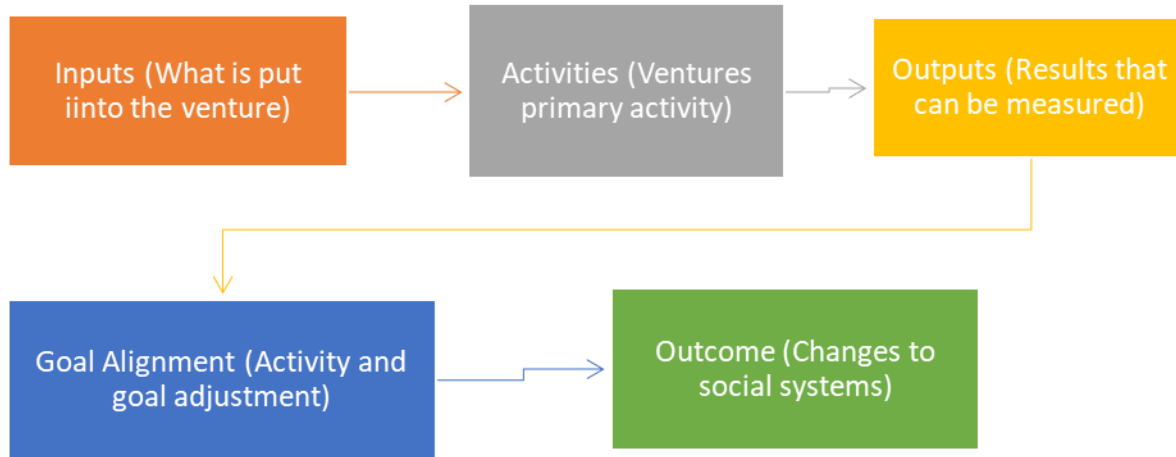 Inputs (What is put
iinto the venture)
Activities (Ventures
primary activity)
Outputs (Results that
can be measured)
Goal Alignment (Activity and
goal adjustment)
Outcome (Changes to
social systems)